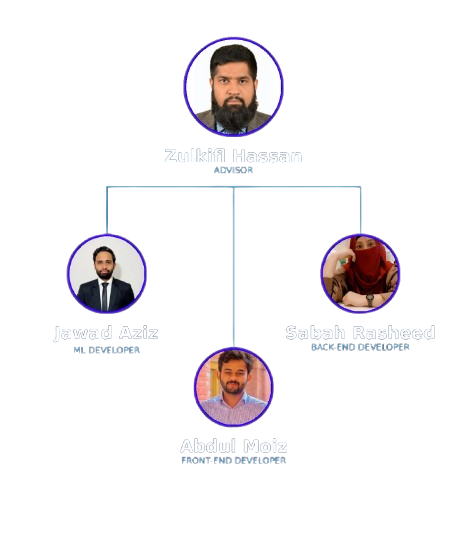 Zulkifl Hassan
ADVISOR
Jawad Aziz
ML DEVELOPER
Sabah Rasheed
BACK-END DEVELOPER
Abdul Moiz
FRONT-END DEVELOPER